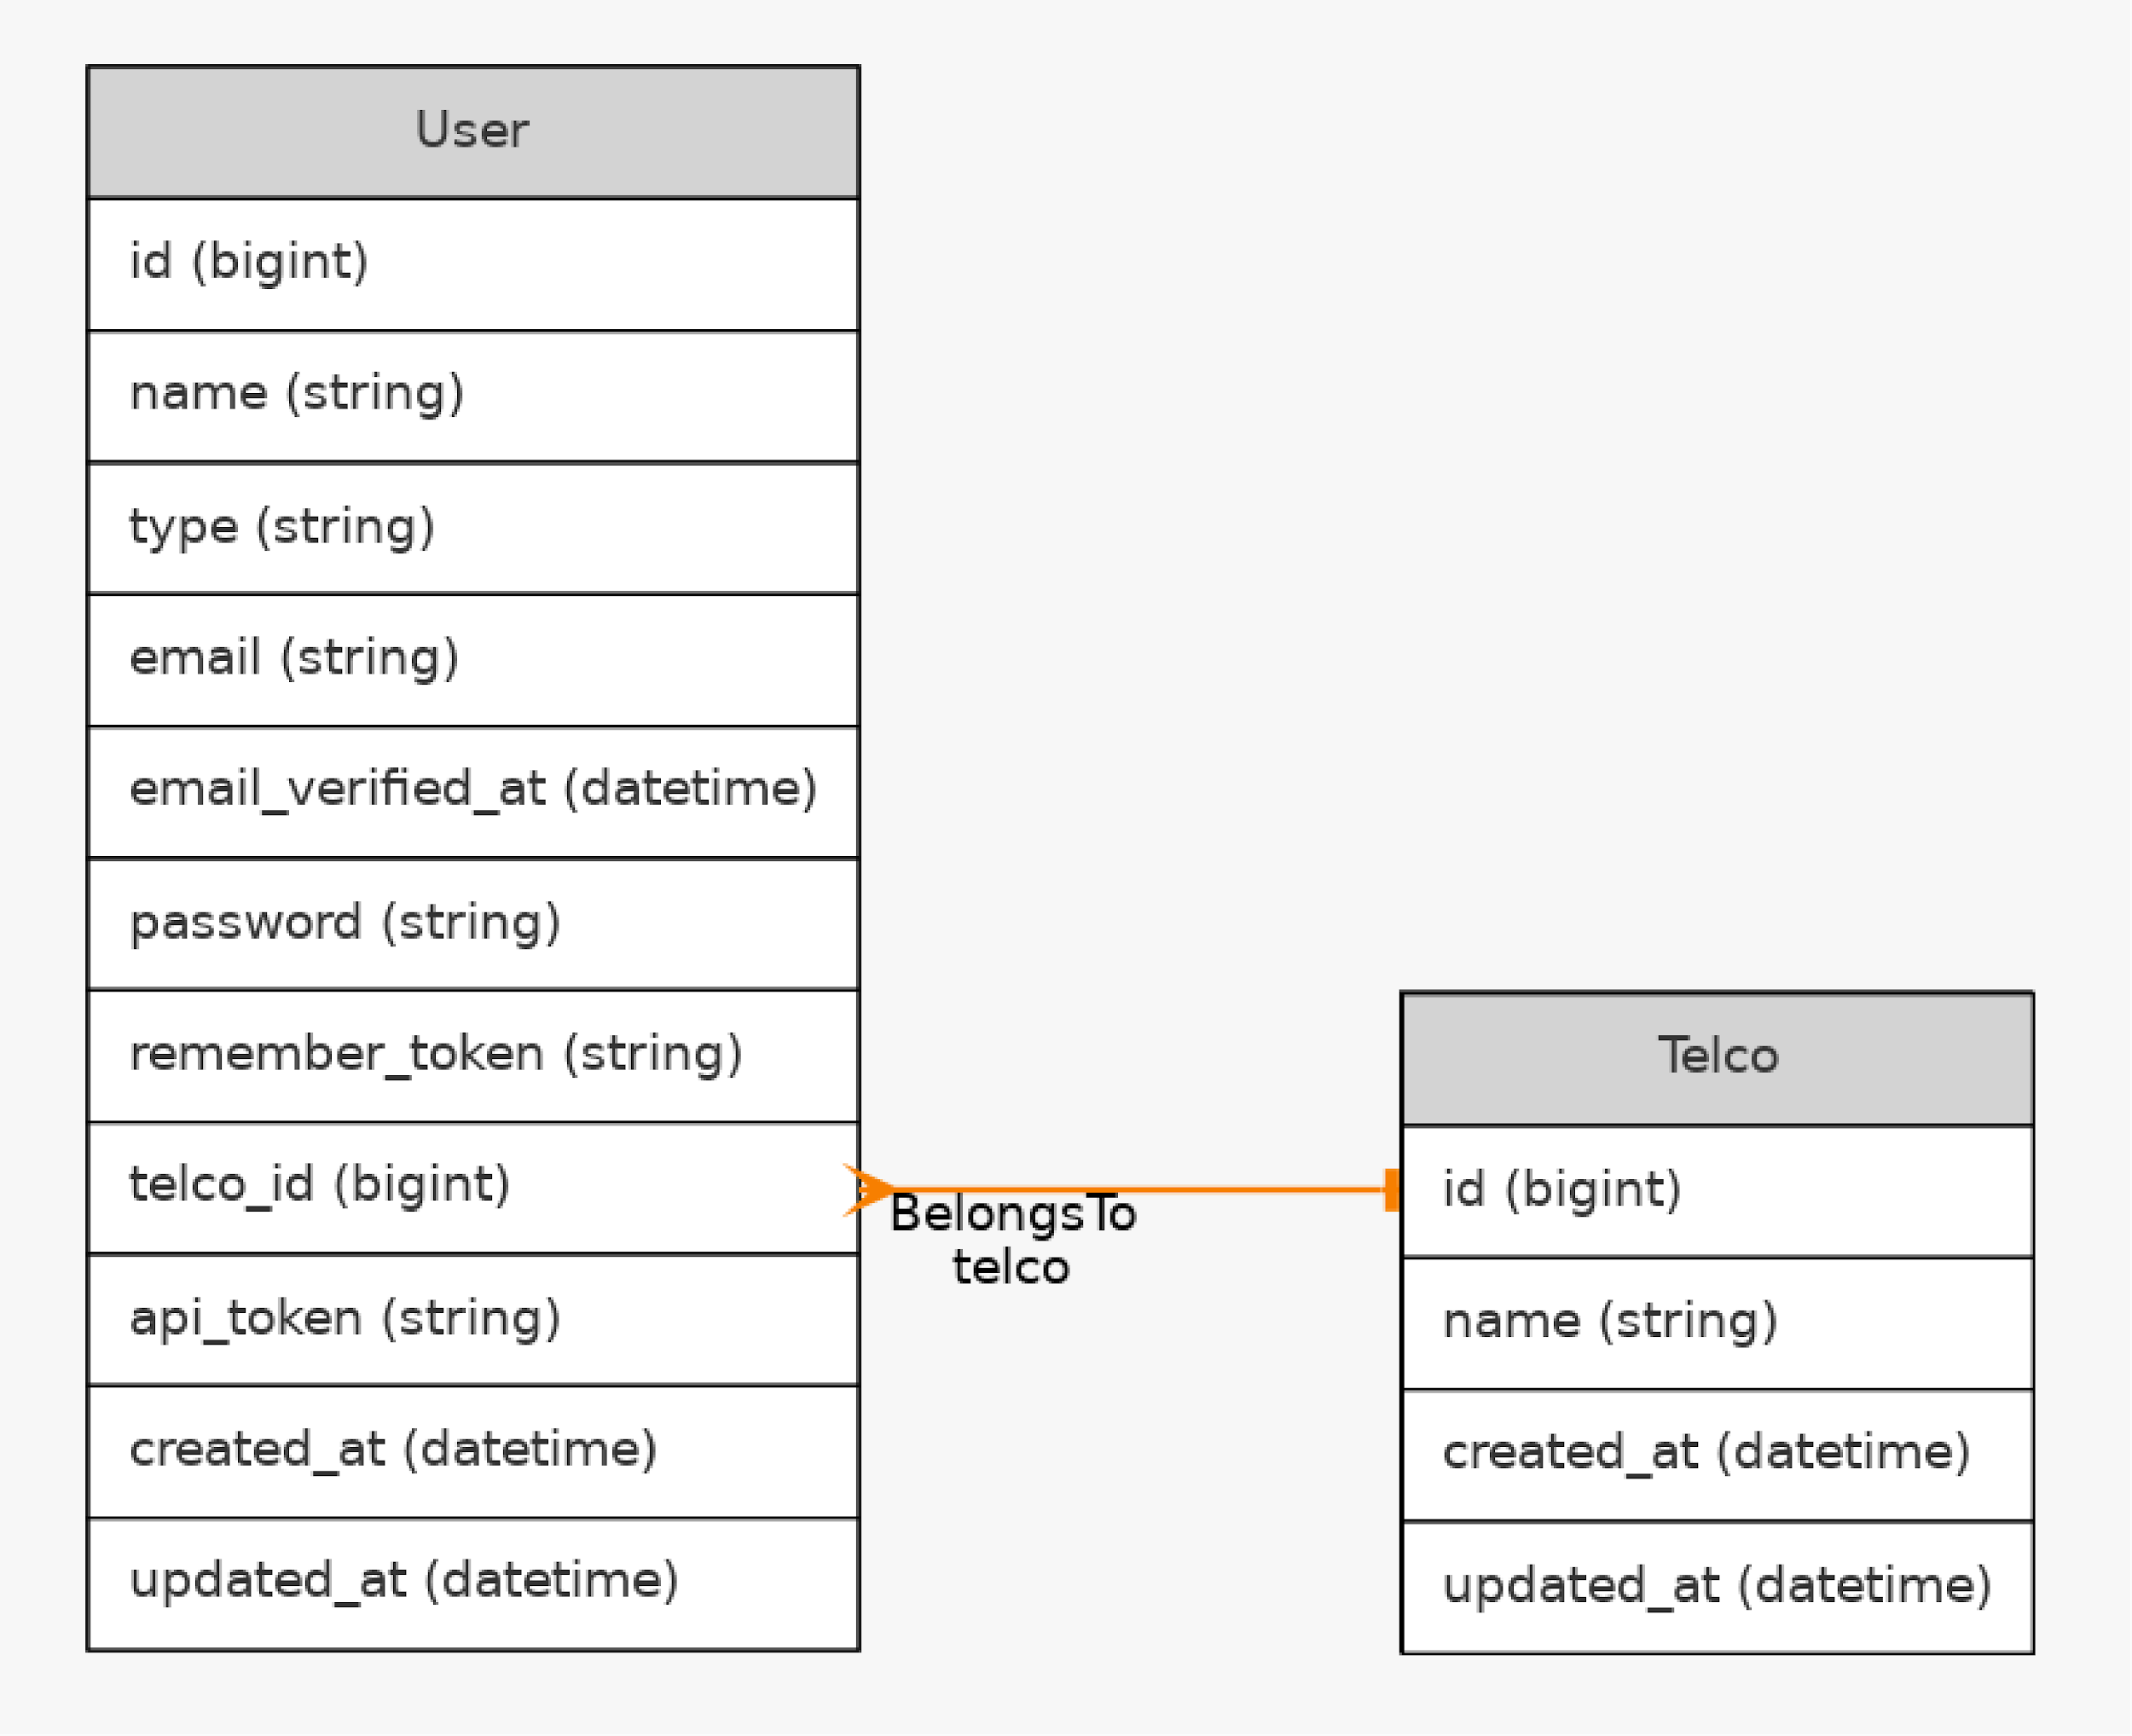 User
id (bigint)
name (string)
type (string)
email (string)
email_verified_at (datetime)
password (string)
remember_token (string)
telco_id (bigint)
api_token (string)
created_at (datetime)
updated_at (datetime)
BelongsTo
telco
Telco
id (bigint)
name (string)
created_at (datetime)
updated_at (datetime)